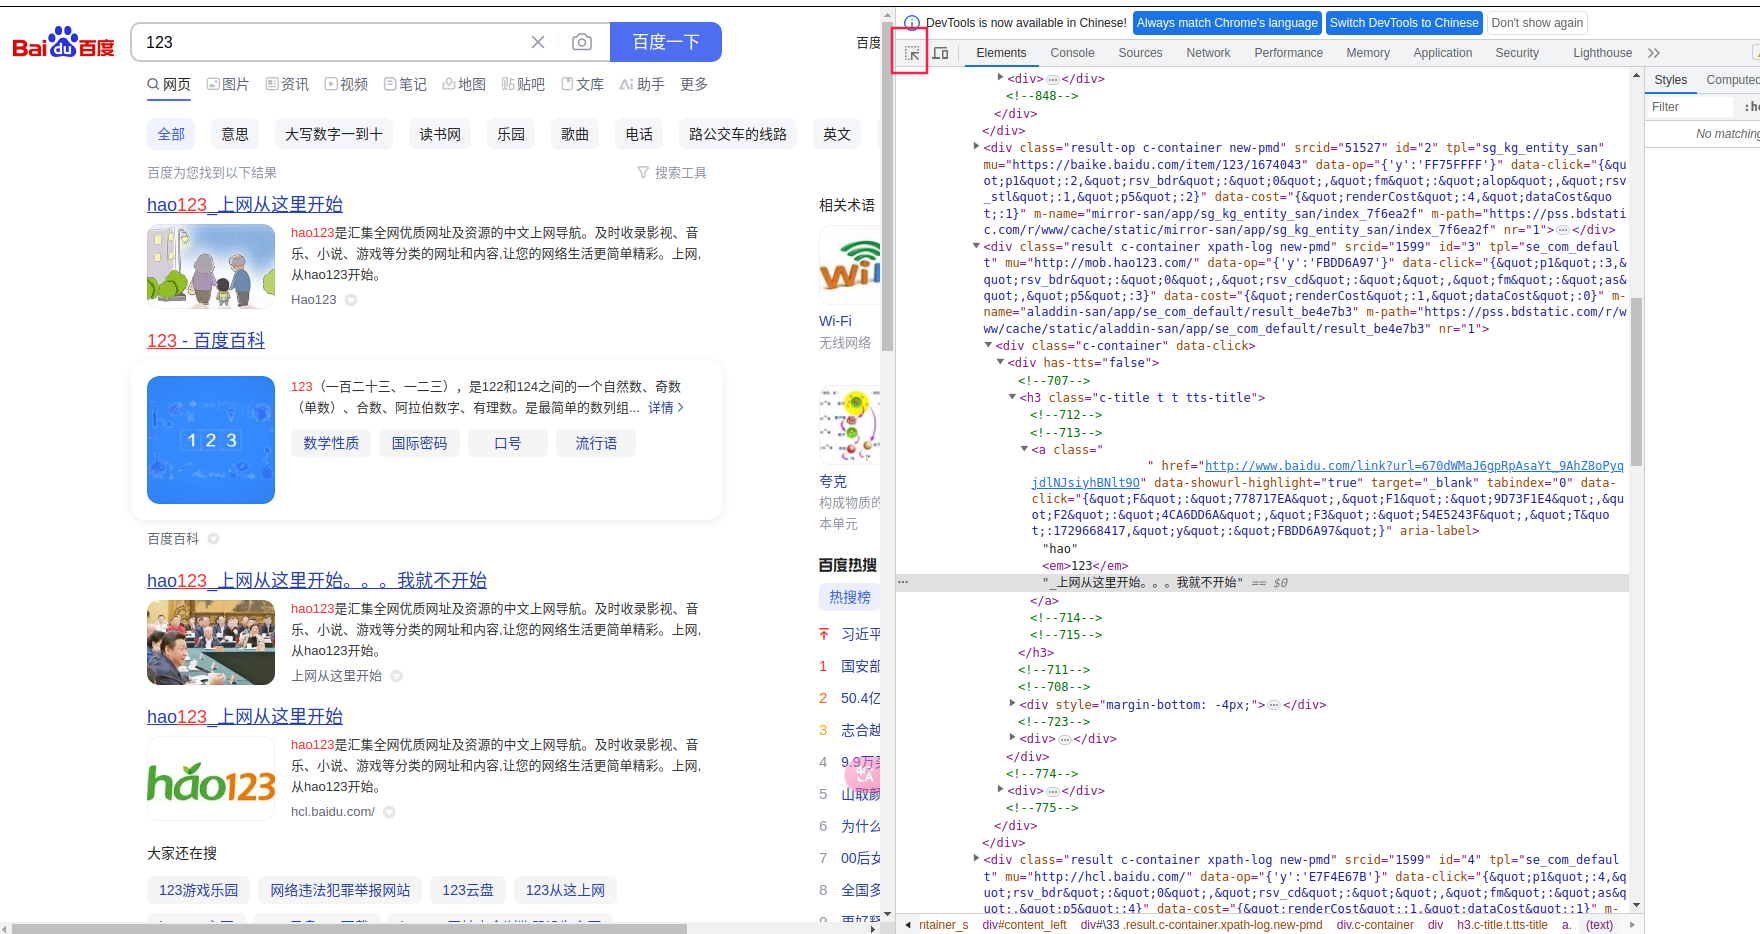 Bai du 百度
123
百度一下
百度
网页 图片 资讯 视频 笔记 地图 贴吧 文库 助手 更多
全部 意思 大写数字一到十 读书网 乐园 歌曲 电话 路公交车的线路 英文
百度为您找到以下结果 搜索工具
hao123_上网从这里开始
hao123是汇集全网优质网址及资源的中文上网导航。及时收录影视、音
乐、小说、游戏等分类的网址和内容,让您的网络生活更简单精彩。上网,
从hao123开始。
Hao123
123 - 百度百科
1 2 3
123（一百二十三、一二三），是122和124之间的一个自然数、奇数
（单数）、合数、阿拉伯数字、有理数。是最简单的数列组... 详情
数学性质 国际密码 口号 流行语
百度百科
hao123_上网从这里开始。。。我就不开始
hao123是汇集全网优质网址及资源的中文上网导航。及时收录影视、音
乐、小说、游戏等分类的网址和内容,让您的网络生活更简单精彩。上网,
从hao123开始。
上网从这里开始
hao123_上网从这里开始
hao123
hao123是汇集全网优质网址及资源的中文上网导航。及时收录影视、音
乐、小说、游戏等分类的网址和内容,让您的网络生活更简单精彩。上网,
从hao123开始。
hcl.baidu.com/
大家还在搜
123游戏乐园 网络违法犯罪举报网站 123云盘 123从这上网
相关术语
Wi-Fi
无线网络
夸克
构成物质的
本单元
百度热搜
热搜榜
习近平
1 国安部
2 50.4亿
3 志合越
4 9.9万
5 山取颜
6 为什么
7 00后女
8 全国多
DevTools is now available in Chinese! Always match Chrome's language Switch DevTools to Chinese Don't show again
Elements Console Sources Network Performance Memory Application Security Lighthouse
<div>…</div>
<!--848-->
</div>
</div>
<div class="result-op c-container new-pmd" srcid="51527" id="2" tpl="sg_kg_entity_san"
mu="https://baike.baidu.com/item/123/1674043" data-op="{'y':'FF75FFFF'}" data-click="{&qu
ot;p1&quot;:2,&quot;rsv_bdr&quot;:&quot;0&quot;,&quot;fm&quot;:&quot;alop&quot;,&quot;rsv
_stl&quot;:1,&quot;p5&quot;:2}" data-cost="{&quot;renderCost&quot;:4,&quot;dataCost&quo
t;:1}" m-name="mirror-san/app/sg_kg_entity_san/index_7f6ea2f" m-path="https://pss.bdstati
c.com/r/www/cache/static/mirror-san/app/sg_kg_entity_san/index_7f6ea2f" nr="1">…</div>
<div class="result c-container xpath-log new-pmd" srcid="1599" id="3" tpl="se_com_defaul
t" mu="http://mob.hao123.com/" data-op="{'y':'FBDD6A97'}" data-click="{&quot;p1&quot;:3,&
quot;rsv_bdr&quot;:&quot;0&quot;,&quot;rsv_cd&quot;:&quot;&quot;,&quot;fm&quot;:&quot;as&
quot;,&quot;p5&quot;:3}" data-cost="{&quot;renderCost&quot;:1,&quot;dataCost&quot;:0}" m-
name="aladdin-san/app/se_com_default/result_be4e7b3" m-path="https://pss.bdstatic.com/r/w
ww/cache/static/aladdin-san/app/se_com_default/result_be4e7b3" nr="1">
<div class="c-container" data-click>
<div has-tts="false">
<!--707-->
<h3 class="c-title t t tts-title">
<!--712-->
<!--713-->
<a class="
" href="http://www.baidu.com/link?url=670dWMaJ6gpRpAsaYt_9AhZ8oPyq
jdlNJsiyhBNlt9O" data-showurl-highlight="true" target="_blank" tabindex="0" data-
click="{&quot;F&quot;:&quot;778717EA&quot;,&quot;F1&quot;:&quot;9D73F1E4&quot;,&qu
ot;F2&quot;:&quot;4CA6DD6A&quot;,&quot;F3&quot;:&quot;54E5243F&quot;,&quot;T&quo
t;:1729668417,&quot;y&quot;:&quot;FBDD6A97&quot;}" aria-label>
"hao"
<em>123</em>
"_上网从这里开始。。。我就不开始" == $0
</a>
<!--714-->
<!--715-->
</h3>
<!--711-->
<!--708-->
<div style="margin-bottom: -4px;">…</div>
<!--723-->
<div>…</div>
</div>
<!--774-->
<div>…</div>
<!--775-->
</div>
</div>
<div class="result c-container xpath-log new-pmd" srcid="1599" id="4" tpl="se_com_defaul
t" mu="http://hcl.baidu.com/" data-op="{'y':'E7F4E67B'}" data-click="{&quot;p1&quot;:4,&
quot;rsv_bdr&quot;:&quot;0&quot;,&quot;rsv_cd&quot;:&quot;&quot;,&quot;fm&quot;:&quot;as&
quot;,&quot;p5&quot;:4}" data-cost="{&quot;renderCost&quot;:1,&quot;dataCost&quot;:1}" m-
ntainer_s div#content_left div#\33 .result.c-container.xpath-log.new-pmd div.c-container div h3.c-title.t.tts-title a. (text)
Styles Computed
Filter :ho
No matching